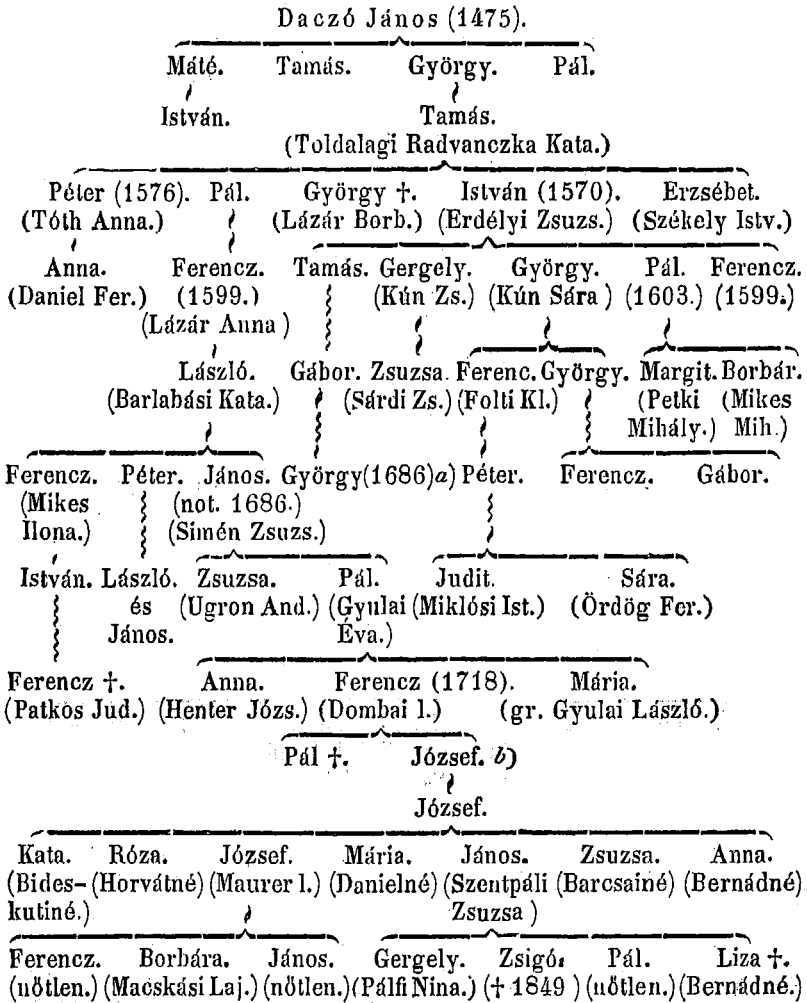 Daczó János (1475).
Máté. Tamás. György. Pál.
István. Tamás.
(Toldalagi Radvanczka Kata.)
Péter (1576). Pál. György †. István (1570). Erzsébet.
(Tóth Anna.) (Lázár Borb.) (Erdélyi Zsuzs.) (Székely Istv.)
Anna. Ferencz. Tamás. Gergely. György. Pál. Ferencz.
(Daniel Fer.) (1599.) (Kún Zs.) (Kún Sára) (1603.) (1599.)
(Lázár Anna)
László. Gábor. Zsuzsa. Ferenc. György. Margit. Borbár.
(Barlabási Kata.) (Sárdi Zs.) (Folti Kl.) (Petki (Mikes
Mihály.) Mih.)
Ferencz. Péter. János. György (1686) a) Péter. Ferencz. Gábor.
(Mikes (not. 1686.)
Ilona.) (Simén Zsuzs.)
István. László. Zsuzsa. Pál. Judit. Sára.
és (Ugron And.) (Gyulai (Miklósi Ist.) (Ördög Fer.)
János. Éva.)
Ferencz †. Anna. Ferencz (1718). Mária.
(Patkos Jud.) (Henter Józs.) (Dombai I.) (gr. Gyulai László.)
Pál †. József. b)
József.
Kata. Róza. József. Mária. János. Zsuzsa. Anna.
(Bides- (Horvátné) (Maurer I.) (Danielné) (Szentpáli (Barcsainé) (Bernádné)
kutiné.) Zsuzsa)
Ferencz. Borbára. János. Gergely. Zsigó. Pál. Liza †.
(nőtlen.) (Macskási Laj.) (nőtlen.) (Pálfi Nina.) († 1849) (nőtlen.) (Bernádné.)